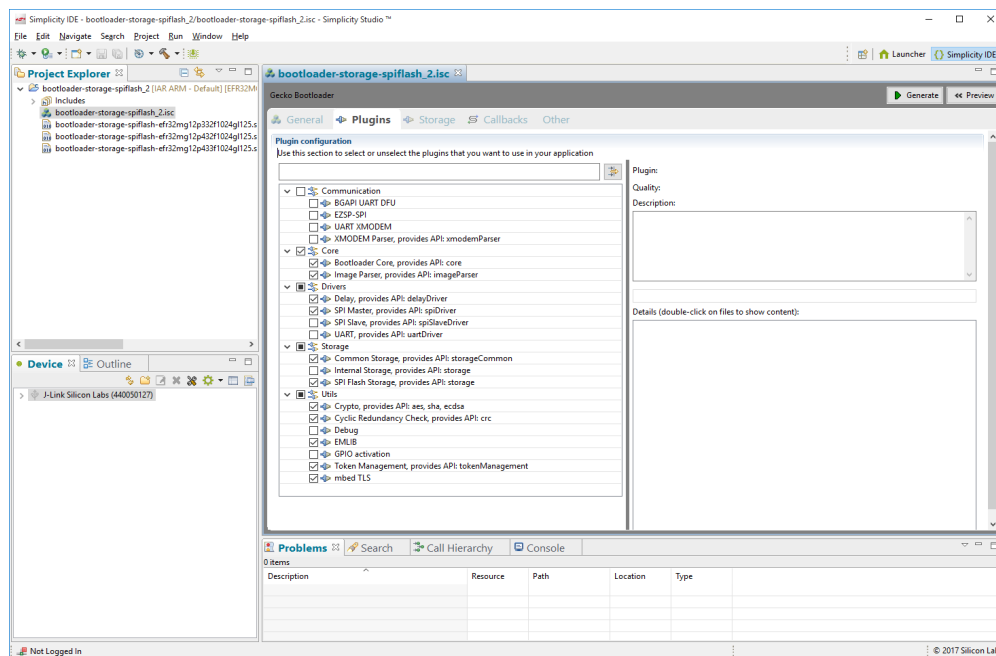 Simplicity IDE - bootloader-storage-spiflash_2/bootloader-storage-spiflash_2.isc - Simplicity Studio ™
File Edit Navigate Search Project Run Window Help
Launcher Simplicity IDE
Project Explorer
bootloader-storage-spiflash_2 [IAR ARM - Default] [EFR32M
Includes
bootloader-storage-spiflash_2.isc
bootloader-storage-spiflash-efr32mg12p332f1024gl125.s
bootloader-storage-spiflash-efr32mg12p432f1024gl125.s
bootloader-storage-spiflash-efr32mg12p433f1024gl125.s
Device Outline
J-Link Silicon Labs (440050127)
bootloader-storage-spiflash_2.isc
Gecko Bootloader
Generate Preview
General Plugins Storage Callbacks Other
Plugin configuration
Use this section to select or unselect the plugins that you want to use in your application
Communication
BGAPI UART DFU
EZSP-SPI
UART XMODEM
XMODEM Parser, provides API: xmodemParser
Core
Bootloader Core, provides API: core
Image Parser, provides API: imageParser
Drivers
Delay, provides API: delayDriver
SPI Master, provides API: spiDriver
SPI Slave, provides API: spiSlaveDriver
UART, provides API: uartDriver
Storage
Common Storage, provides API: storageCommon
Internal Storage, provides API: storage
SPI Flash Storage, provides API: storage
Utils
Crypto, provides API: aes, sha, ecdsa
Cyclic Redundancy Check, provides API: crc
Debug
EMLIB
GPIO activation
Token Management, provides API: tokenManagement
mbed TLS
Plugin:
Quality:
Description:
Details (double-click on files to show content):
Problems Search Call Hierarchy Console
0 items
Description Resource Path Location Type
Not Logged In
© 2017 Silicon Lab